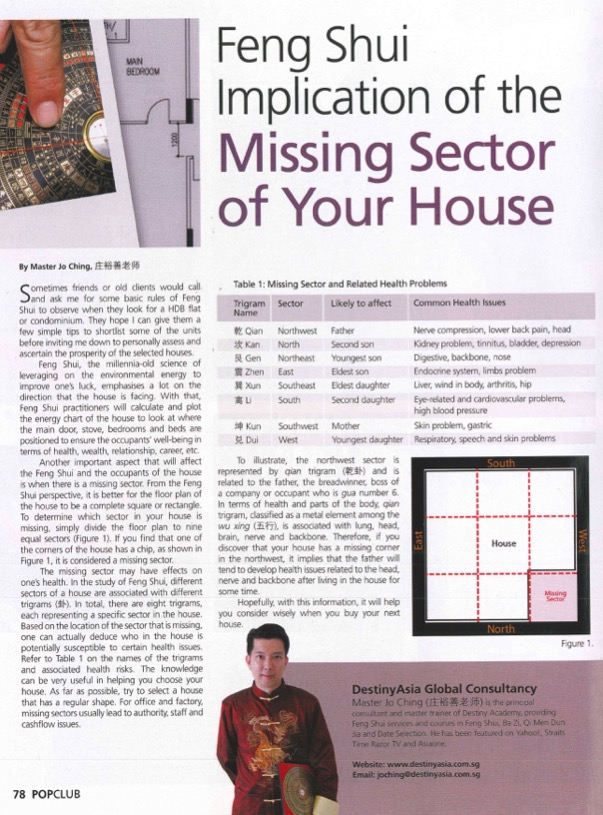 MAIN
BEDROOM
1200
Feng Shui
Implication of the
Missing Sector
of Your House
By Master Jo Ching, 庄裕善老师
Sometimes friends or old clients would call
and ask me for some basic rules of Feng
Shui to observe when they look for a HDB flat
or condominium. They hope I can give them a
few simple tips to shortlist some of the units
before inviting me down to personally assess and
ascertain the prosperity of the selected houses.
Feng Shui, the millennia-old science of
leveraging on the environmental energy to
improve one's luck, emphasises a lot on the
direction that the house is facing. With that,
Feng Shui practitioners will calculate and plot
the energy chart of the house to look at where
the main door, stove, bedrooms and beds are
positioned to ensure the occupants' well-being in
terms of health, wealth, relationship, career, etc.
Another important aspect that will affect
the Feng Shui and the occupants of the house
is when there is a missing sector. From the Feng
Shui perspective, it is better for the floor plan of
the house to be a complete square or rectangle.
To determine which sector in your house is
missing, simply divide the floor plan to nine
equal sectors (Figure 1). If you find that one of
the corners of the house has a chip, as shown in
Figure 1, it is considered a missing sector.
The missing sector may have effects on
one's health. In the study of Feng Shui, different
sectors of a house are associated with different
trigrams (卦). In total, there are eight trigrams,
each representing a specific sector in the house.
Based on the location of the sector that is missing,
one can actually deduce who in the house is
potentially susceptible to certain health issues.
Refer to Table 1 on the names of the trigrams
and associated health risks. The knowledge
can be very useful in helping you choose your
house. As far as possible, try to select a house
that has a regular shape. For office and factory,
missing sectors usually lead to authority, staff and
cashflow issues.
Table 1: Missing Sector and Related Health Problems
Trigram Name Sector Likely to affect Common Health Issues
乾 Qian Northwest Father Nerve compression, lower back pain, head
坎 Kan North Second son Kidney problem, tinnitus, bladder, depression
艮 Gen Northeast Youngest son Digestive, backbone, nose
震 Zhen East Eldest son Endocrine system, limbs problem
巽 Xun Southeast Eldest daughter Liver, wind in body, arthritis, hip
离 Li South Second daughter Eye-related and cardiovascular problems,
high blood pressure
坤 Kun Southwest Mother Skin problem, gastric
兑 Dui West Youngest daughter Respiratory, speech and skin problems
To illustrate, the northwest sector is
represented by qian trigram (乾卦) and is
related to the father, the breadwinner, boss of
a company or occupant who is gua number 6.
In terms of health and parts of the body, qian
trigram, classified as a metal element among the
wu xing (五行), is associated with lung, head,
brain, nerve and backbone. Therefore, if you
discover that your house has a missing corner
in the northwest, it implies that the father will
tend to develop health issues related to the head,
nerve and backbone after living in the house for
some time.
Hopefully, with this information, it will help
you consider wisely when you buy your next
house.
South
East
House
West
Missing
Sector
North
Figure 1.
DestinyAsia Global Consultancy
Master Jo Ching (庄裕善老师) is the principal
consultant and master trainer of Destiny Academy, providing
Feng Shui services and courses in Feng Shui, Ba Zi, Qi Men Dun
Jia and Date Selection. He has been featured on Yahoo!, Straits
Time Razor TV and Asiaone.
Website: www.destinyasia.com.sg
Email: joching@destinyasia.com.sg
78 POPCLUB